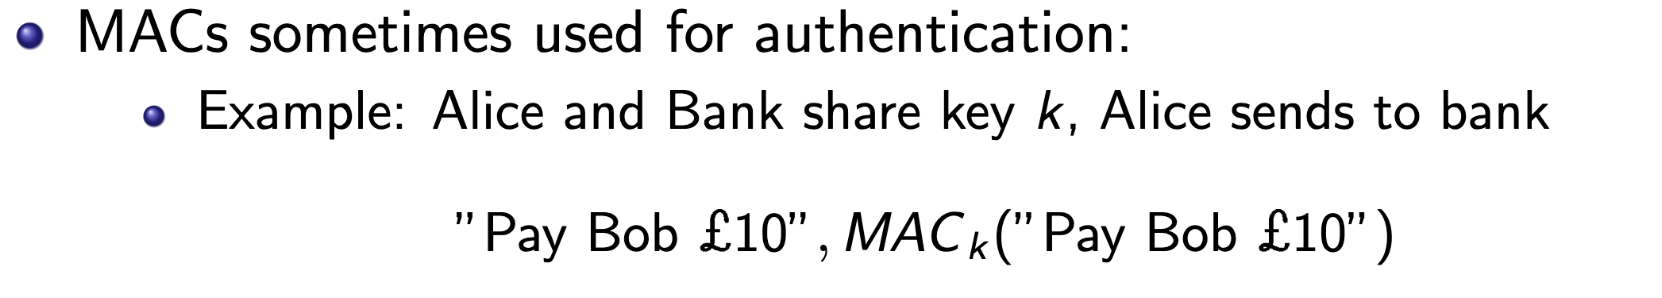 MACs sometimes used for authentication:
Example: Alice and Bank share key k, Alice sends to bank
”Pay Bob £10”, MACₖ(”Pay Bob £10”)